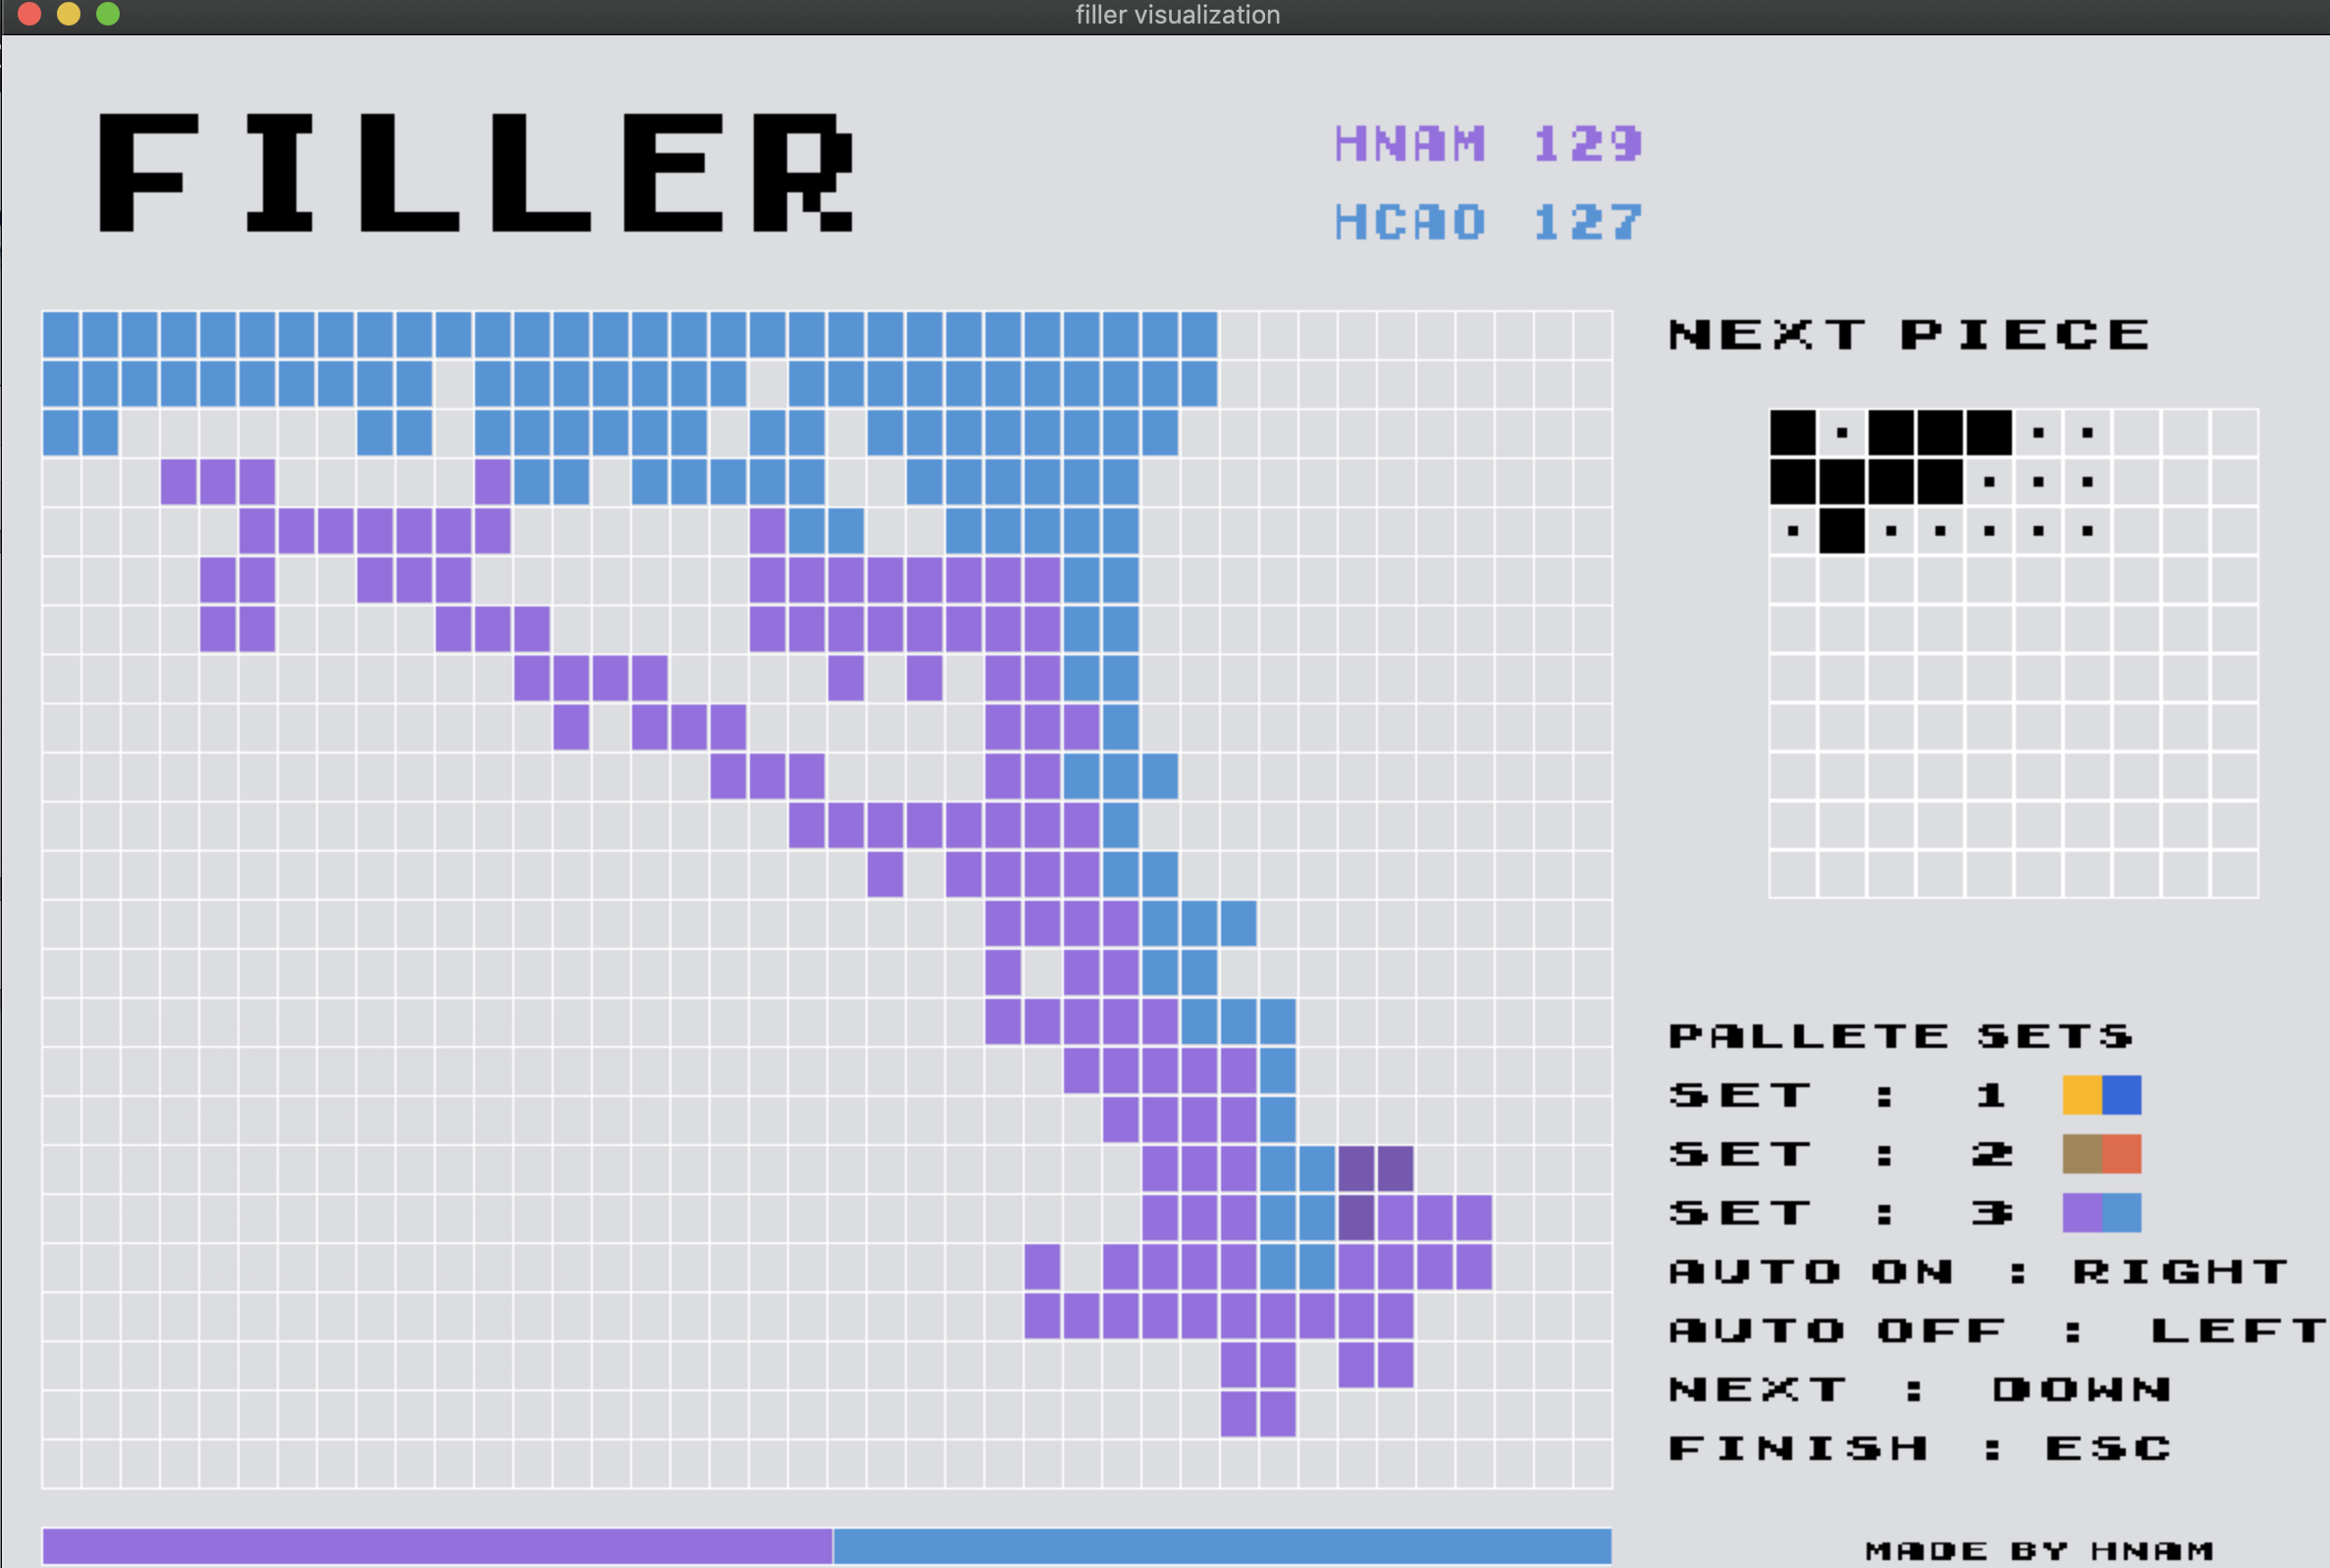 filler visualization
FILLER
HNAM 129
HCAO 127
NEXT PIECE
PALLETE SETS
SET : 1
SET : 2
SET : 3
AUTO ON : RIGHT
AUTO OFF : LEFT
NEXT : DOWN
FINISH : ESC
MADE BY HNAM